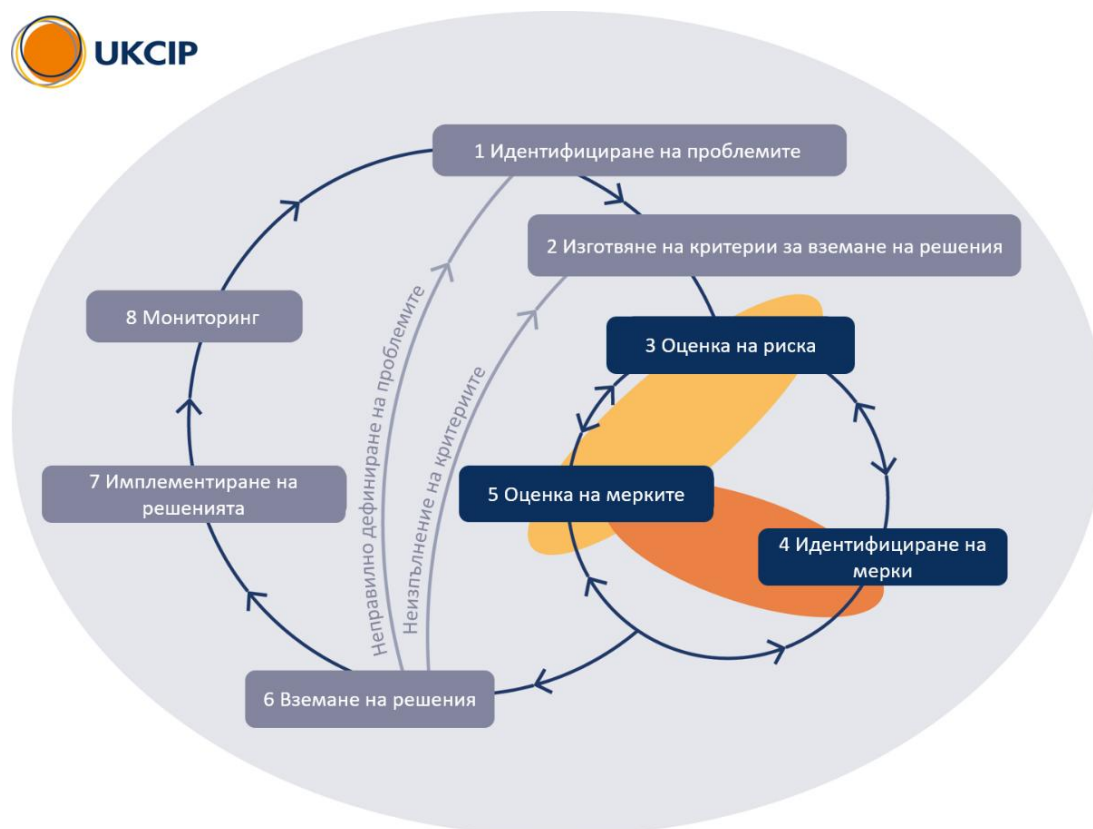 UKCIP
1 Идентифициране на проблемите
2 Изготвяне на критерии за вземане на решения
8 Мониторинг
3 Оценка на риска
Неправилно дефиниране на проблемите
Неизпълнение на критериите
7 Имплементиране на
решенията
5 Оценка на мерките
4 Идентифициране на
мерки
6 Вземане на решения